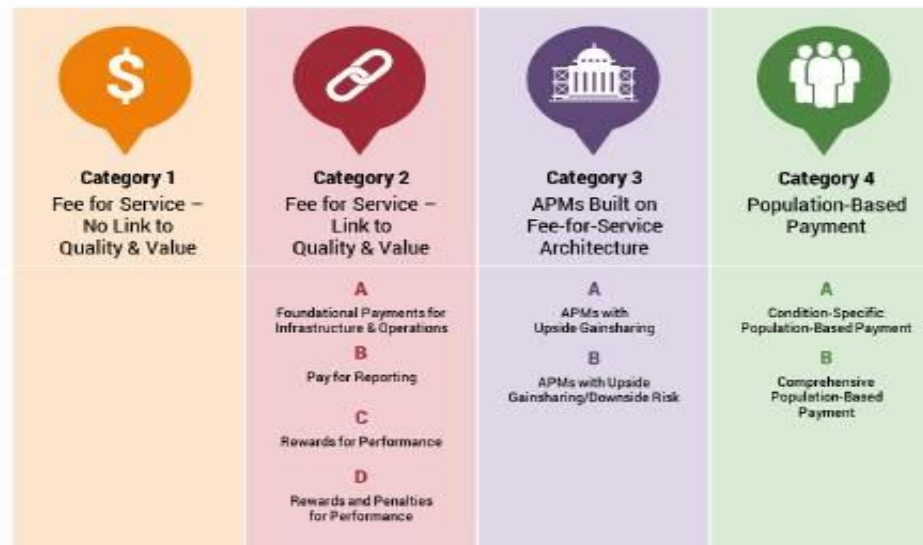 $
Category 1
Fee for Service –
No Link to
Quality & Value
Category 2
Fee for Service –
Link to
Quality & Value
A
Foundational Payments for
Infrastructure & Operations
B
Pay for Reporting
C
Rewards for Performance
D
Rewards and Penalties
for Performance
Category 3
APMs Built on
Fee-for-Service
Architecture
A
APMs with
Upside Gainsharing
B
APMs with Upside
Gainsharing/Downside Risk
Category 4
Population-Based
Payment
A
Condition-Specific
Population-Based Payment
B
Comprehensive
Population-Based
Payment